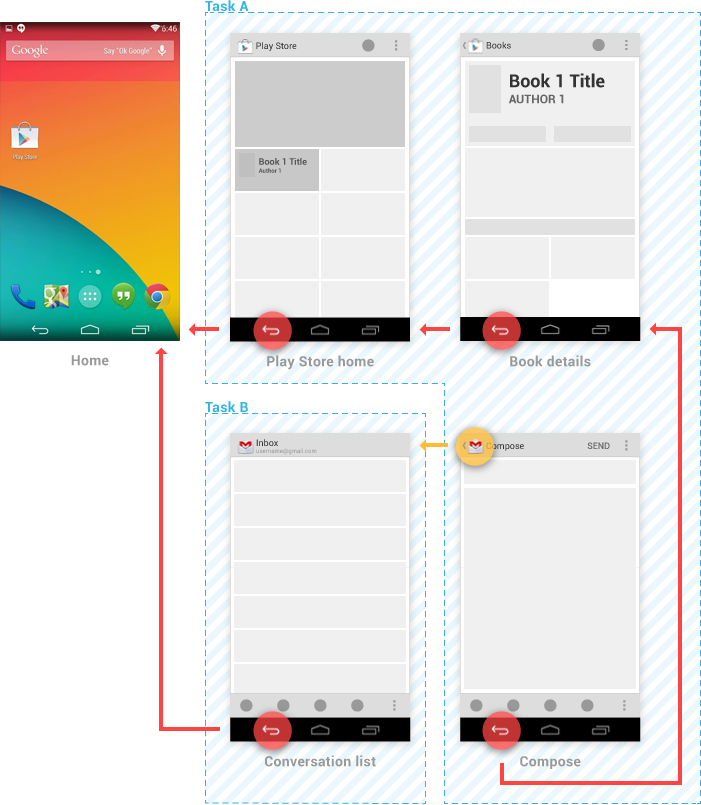 Task A
6:46
Google
Say "Ok Google"
Play Store
Home
Play Store
Book 1 Title
Author 1
Play Store home
Books
Book 1 Title
AUTHOR 1
Book details
Task B
Inbox
username@gmail.com
Conversation list
Compose
SEND
Compose